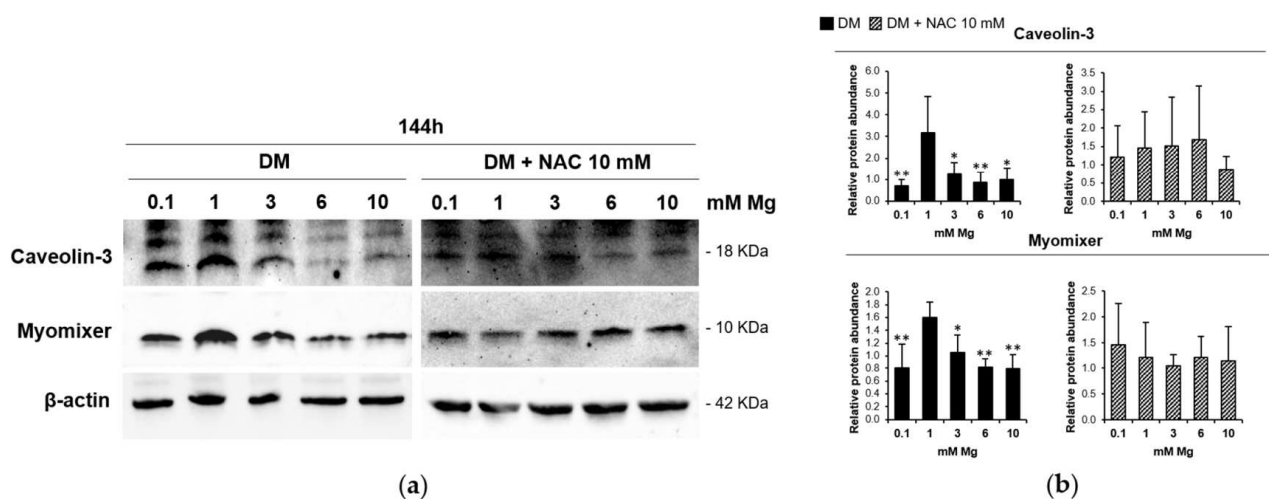 144h
DM DM + NAC 10 mM
0.1 1 3 6 10 0.1 1 3 6 10 mM Mg
Caveolin-3 - 18 KDa
Myomixer - 10 KDa
β-actin - 42 KDa
(a)
DM DM + NAC 10 mM
Caveolin-3
Relative protein abundance
6.0
5.0
4.0
3.0
2.0
1.0
0.0
** * ** *
0.1 1 3 6 10
mM Mg
Relative protein abundance
3.5
3.0
2.5
2.0
1.5
1.0
0.5
0.0
0.1 1 3 6 10
mM Mg
Myomixer
Relative protein abundance
2.0
1.8
1.6
1.4
1.2
1.0
0.8
0.6
0.4
0.2
0.0
** * ** **
0.1 1 3 6 10
mM Mg
Relative protein abundance
2.5
2.0
1.5
1.0
0.5
0.0
0.1 1 3 6 10
mM Mg
(b)